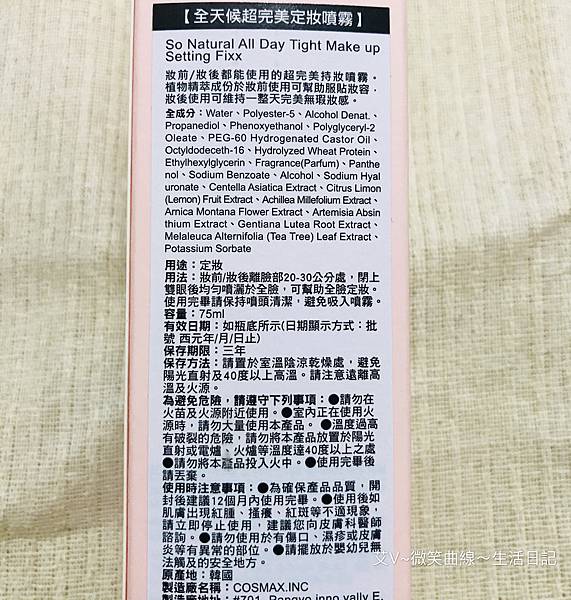 【全天候超完美定妝噴霧】
So Natural All Day Tight Make up
Setting Fixx
妝前/妝後都能使用的超完美持妝噴霧。
植物精萃成份於妝前使用可幫助服貼妝容，
妝後使用可維持一整天完美無瑕妝感。
全成分：Water、Polyester-5、Alcohol Denat.、
Propanediol、Phenoxyethanol、Polyglyceryl-2
Oleate、PEG-60 Hydrogenated Castor Oil、
Octyldodeceth-16、Hydrolyzed Wheat Protein、
Ethylhexylglycerin、Fragrance(Parfum)、Panthe
nol、Sodium Benzoate、Alcohol、Sodium Hyal
uronate、Centella Asiatica Extract、Citrus Limon
(Lemon) Fruit Extract、Achillea Millefolium Extract、
Arnica Montana Flower Extract、Artemisia Absin
thium Extract、Gentiana Lutea Root Extract、
Melaleuca Alternifolia (Tea Tree) Leaf Extract、
Potassium Sorbate
用途：定妝
用法：妝前/妝後離臉部20-30公分處，閉上
雙眼後均勻噴灑於全臉，可幫助全臉定妝。
使用完畢請保持噴頭清潔，避免吸入噴霧。
容量：75ml
有效日期：如瓶底所示(日期顯示方式：批
號 西元年/月/日止)
保存期限：三年
保存方法：請置於室溫陰涼乾燥處，避免
陽光直射及40度以上高溫。請注意遠離高
溫及火源。
為避免危險，請遵守下列事項：●請勿在
火苗及火源附近使用。●室內正在使用火
源時，請勿大量使用本產品。●溫度過高
有破裂的危險，請勿將本產品放置於陽光
直射或電爐、火爐等溫度達40度以上之處
●請勿將本產品投入火中。●使用完畢後
請丟棄。
使用時注意事項：●為確保產品品質，開
封後建議12個月內使用完畢。●使用後如
肌膚出現紅腫、搔癢、紅斑等不適現象，
請立即停止使用，建議您向皮膚科醫師
諮詢。●請勿使用於有傷口、濕疹或皮膚
炎等有異常的部位。●請擺放於嬰幼兒無
法觸及的安全地方。
原產地：韓國
製造廠名稱：COSMAX.INC
製造廠地址：#701, Pangyo inno valley E,
艾V~微笑曲線～生活日記